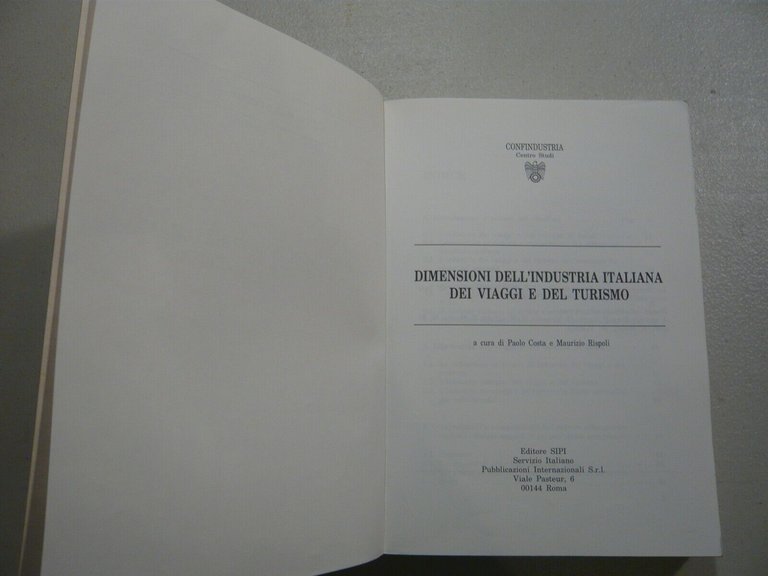 CONFINDUSTRIA
Centro Studi
DIMENSIONI DELL'INDUSTRIA ITALIANA
DEI VIAGGI E DEL TURISMO
a cura di Paolo Costa e Maurizio Rispoli
Editore SIPI
Servizio Italiano
Pubblicazioni Internazionali S.r.l.
Viale Pasteur, 6
00144 Roma